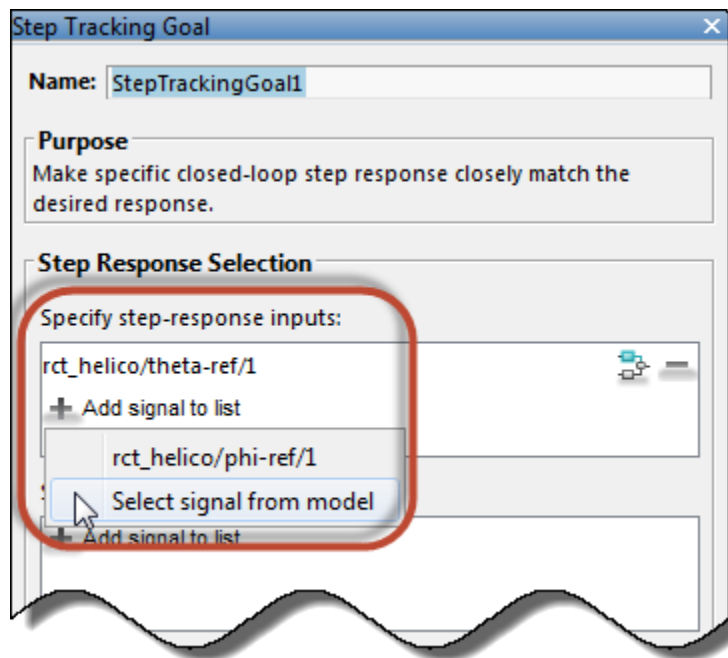 Step Tracking Goal
Name: StepTrackingGoal1
Purpose
Make specific closed-loop step response closely match the
desired response.
Step Response Selection
Specify step-response inputs:
rct_helico/theta-ref/1
Add signal to list
rct_helico/phi-ref/1
Select signal from model
Add signal to list